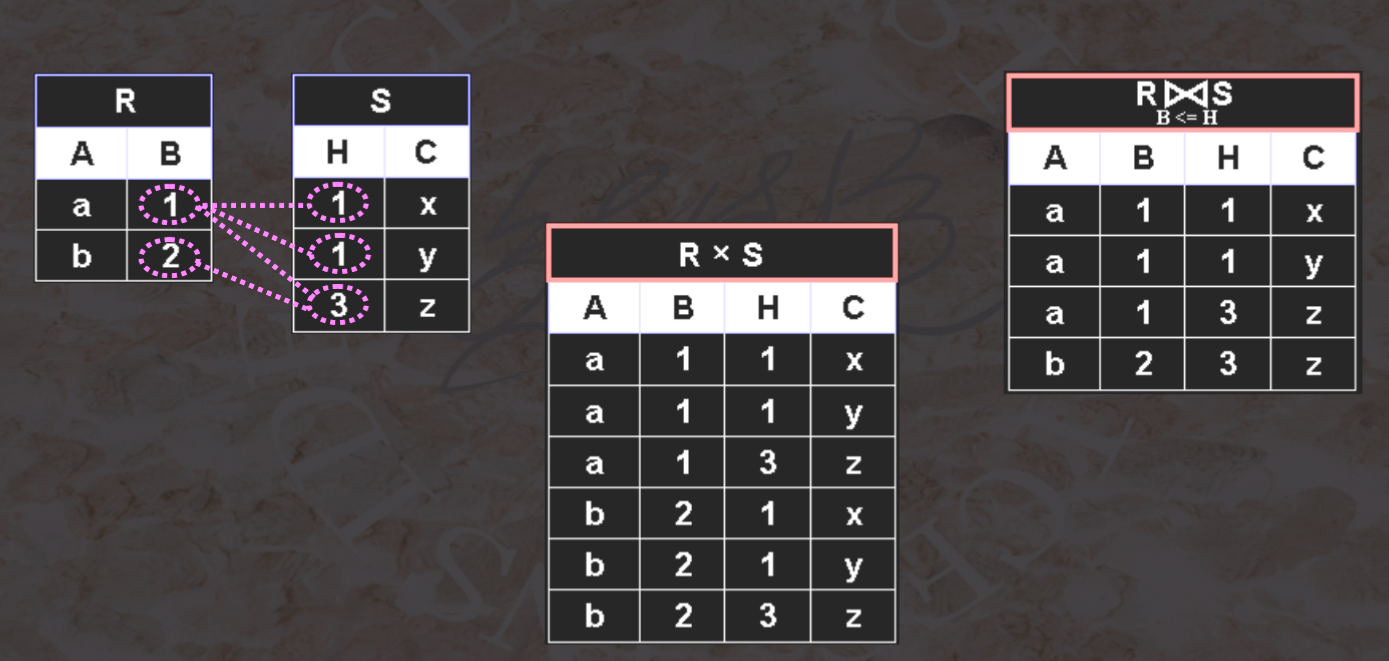 R
A B
a 1
b 2
S
H C
1 x
1 y
3 z
R × S
A B H C
a 1 1 x
a 1 1 y
a 1 3 z
b 2 1 x
b 2 1 y
b 2 3 z
R⋈S
B <= H
A B H C
a 1 1 x
a 1 1 y
a 1 3 z
b 2 3 z